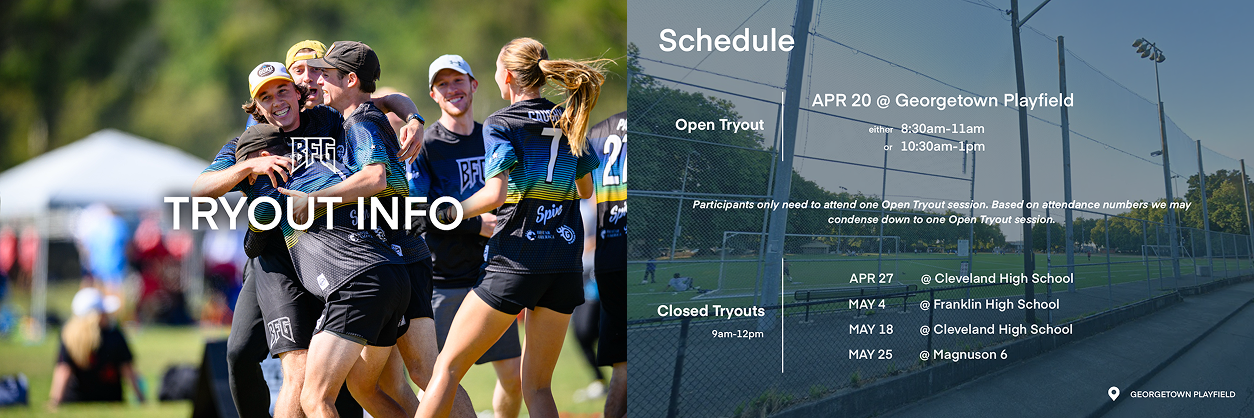 TRYOUT INFO
BFG
BFG
BFG
7
22
Spin
Schedule
Open Tryout
APR 20 @ Georgetown Playfield
either 8:30am-11am
or 10:30am-1pm
Participants only need to attend one Open Tryout session. Based on attendance numbers we may
condense down to one Open Tryout session.
Closed Tryouts
9am-12pm
APR 27 @ Cleveland High School
MAY 4 @ Franklin High School
MAY 18 @ Cleveland High School
MAY 25 @ Magnuson 6
GEORGETOWN PLAYFIELD